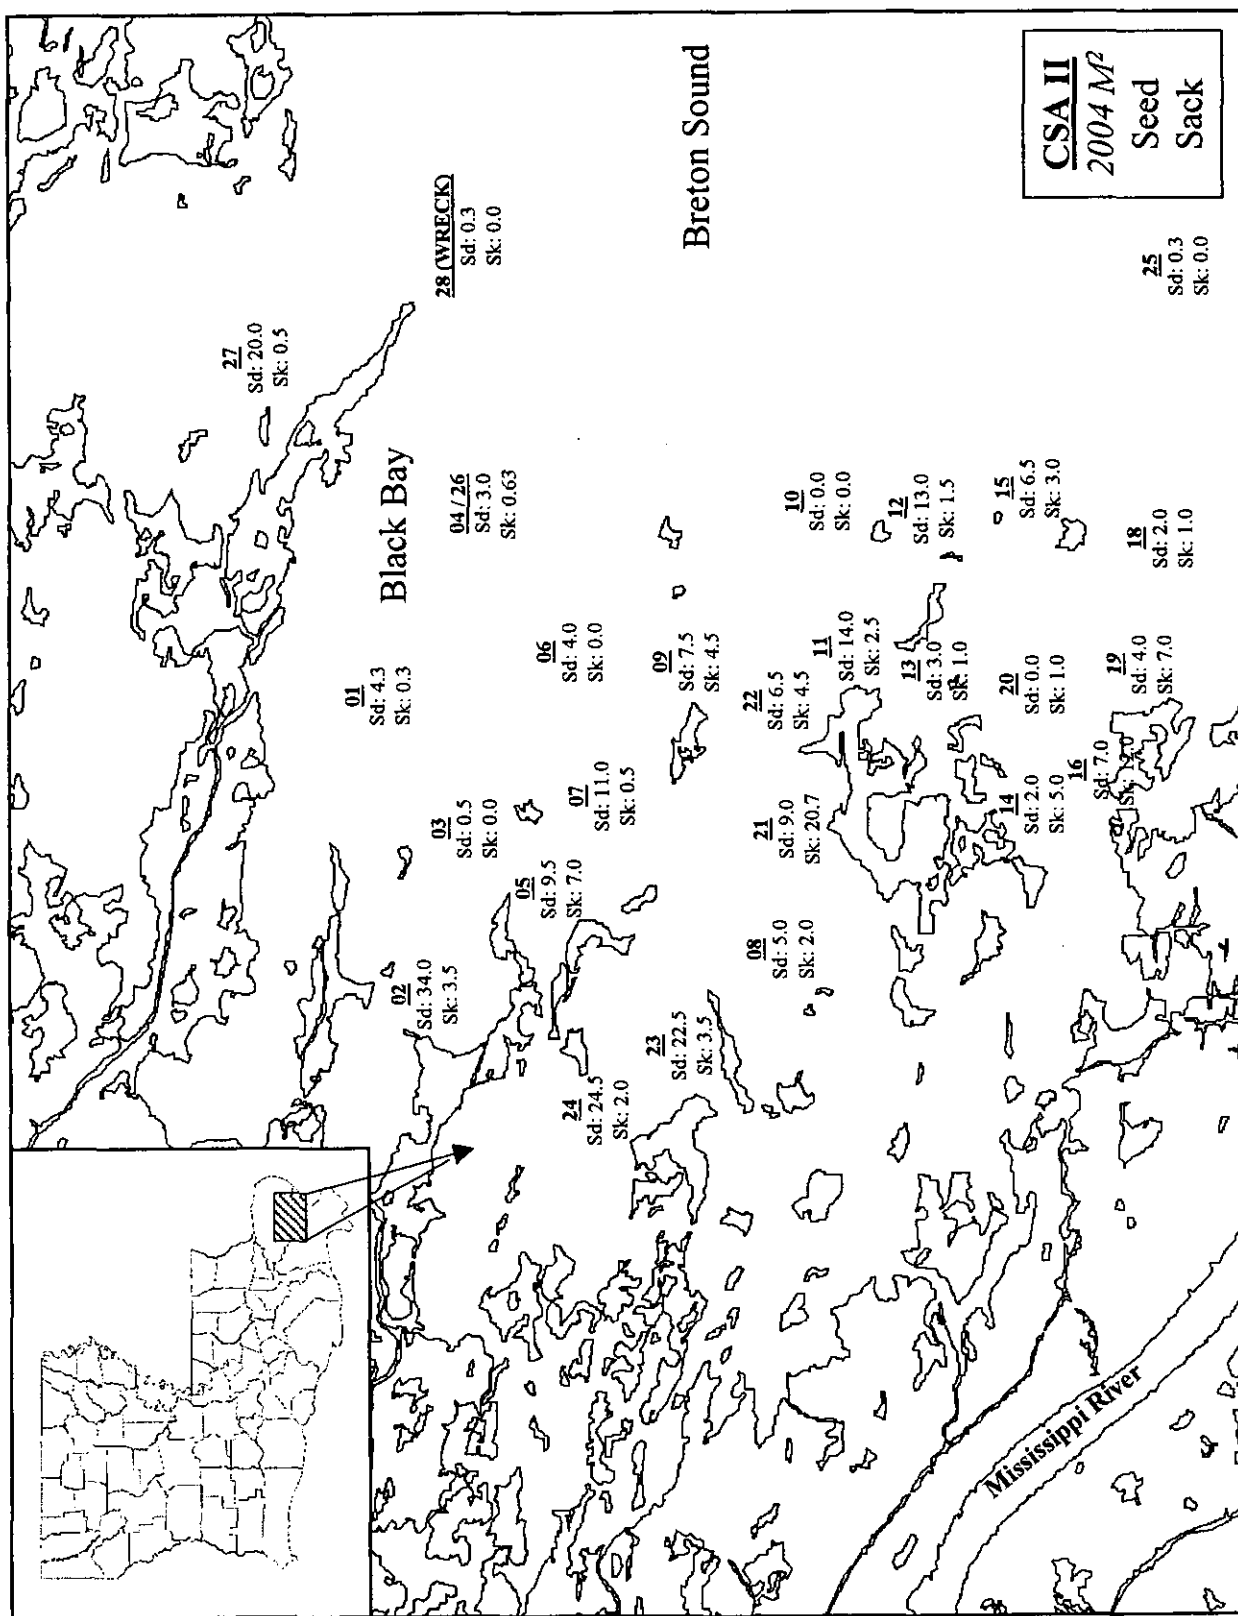 CSA II
2004 M²
Seed
Sack
Breton Sound
Black Bay
Mississippi River
28 (WRECK)
Sd: 0.3
Sk: 0.0
27
Sd: 20.0
Sk: 0.5
04 / 26
Sd: 3.0
Sk: 0.63
01
Sd: 4.3
Sk: 0.3
03
Sd: 0.5
Sk: 0.0
02
Sd: 34.0
Sk: 3.5
05
Sd: 9.5
Sk: 7.0
06
Sd: 4.0
Sk: 0.0
07
Sd: 11.0
Sk: 0.5
24
Sd: 24.5
Sk: 2.0
23
Sd: 22.5
Sk: 3.5
09
Sd: 7.5
Sk: 4.5
22
Sd: 6.5
Sk: 4.5
21
Sd: 9.0
Sk: 20.7
08
Sd: 5.0
Sk: 2.0
10
Sd: 0.0
Sk: 0.0
11
Sd: 14.0
Sk: 2.5
12
Sd: 13.0
Sk: 1.5
13
Sd: 3.0
Sk: 1.0
15
Sd: 6.5
Sk: 3.0
20
Sd: 0.0
Sk: 1.0
14
Sd: 2.0
Sk: 5.0
16
Sd: 7.0
Sk:
18
Sd: 2.0
Sk: 1.0
19
Sd: 4.0
Sk: 7.0
25
Sd: 0.3
Sk: 0.0